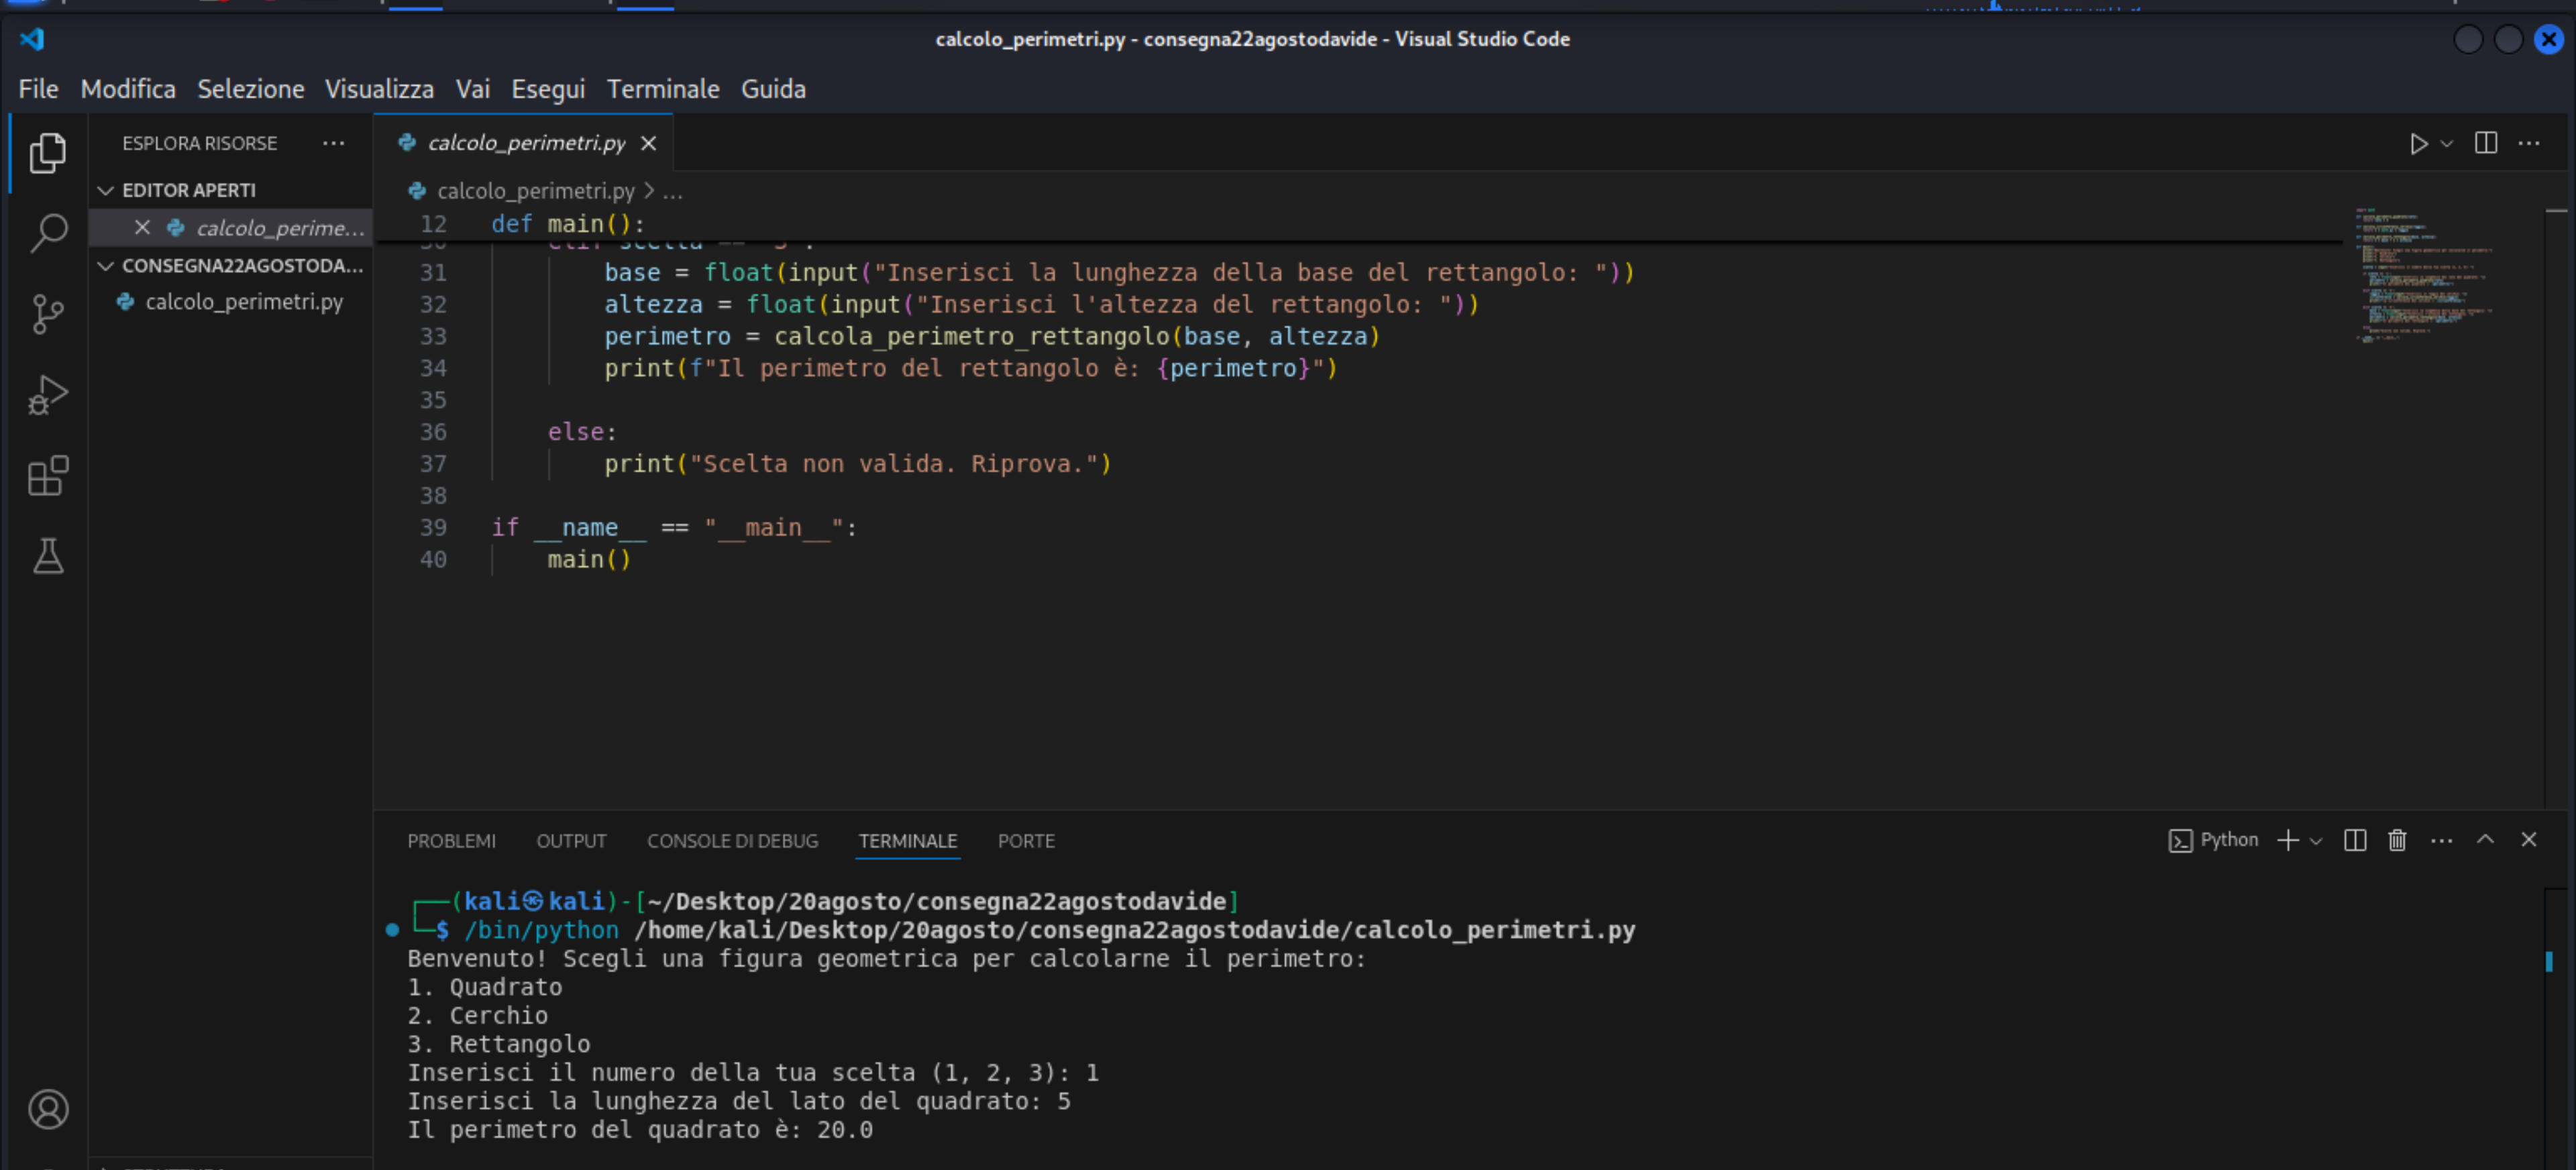 calcolo_perimetri.py - consegna22agostodavide - Visual Studio Code
File Modifica Selezione Visualizza Vai Esegui Terminale Guida
ESPLORA RISORSE ...
EDITOR APERTI
calcolo_perime...
CONSEGNA22AGOSTODA...
calcolo_perimetri.py
calcolo_perimetri.py
calcolo_perimetri.py > ...
12 def main():
30 elif scelta == "3":
31 base = float(input("Inserisci la lunghezza della base del rettangolo: "))
32 altezza = float(input("Inserisci l'altezza del rettangolo: "))
33 perimetro = calcola_perimetro_rettangolo(base, altezza)
34 print(f"Il perimetro del rettangolo è: {perimetro}")
35
36 else:
37 print("Scelta non valida. Riprova.")
38
39 if __name__ == "__main__":
40 main()
PROBLEMI OUTPUT CONSOLE DI DEBUG TERMINALE PORTE
Python
(kali㉿kali)-[~/Desktop/20agosto/consegna22agostodavide]
$ /bin/python /home/kali/Desktop/20agosto/consegna22agostodavide/calcolo_perimetri.py
Benvenuto! Scegli una figura geometrica per calcolarne il perimetro:
1. Quadrato
2. Cerchio
3. Rettangolo
Inserisci il numero della tua scelta (1, 2, 3): 1
Inserisci la lunghezza del lato del quadrato: 5
Il perimetro del quadrato è: 20.0